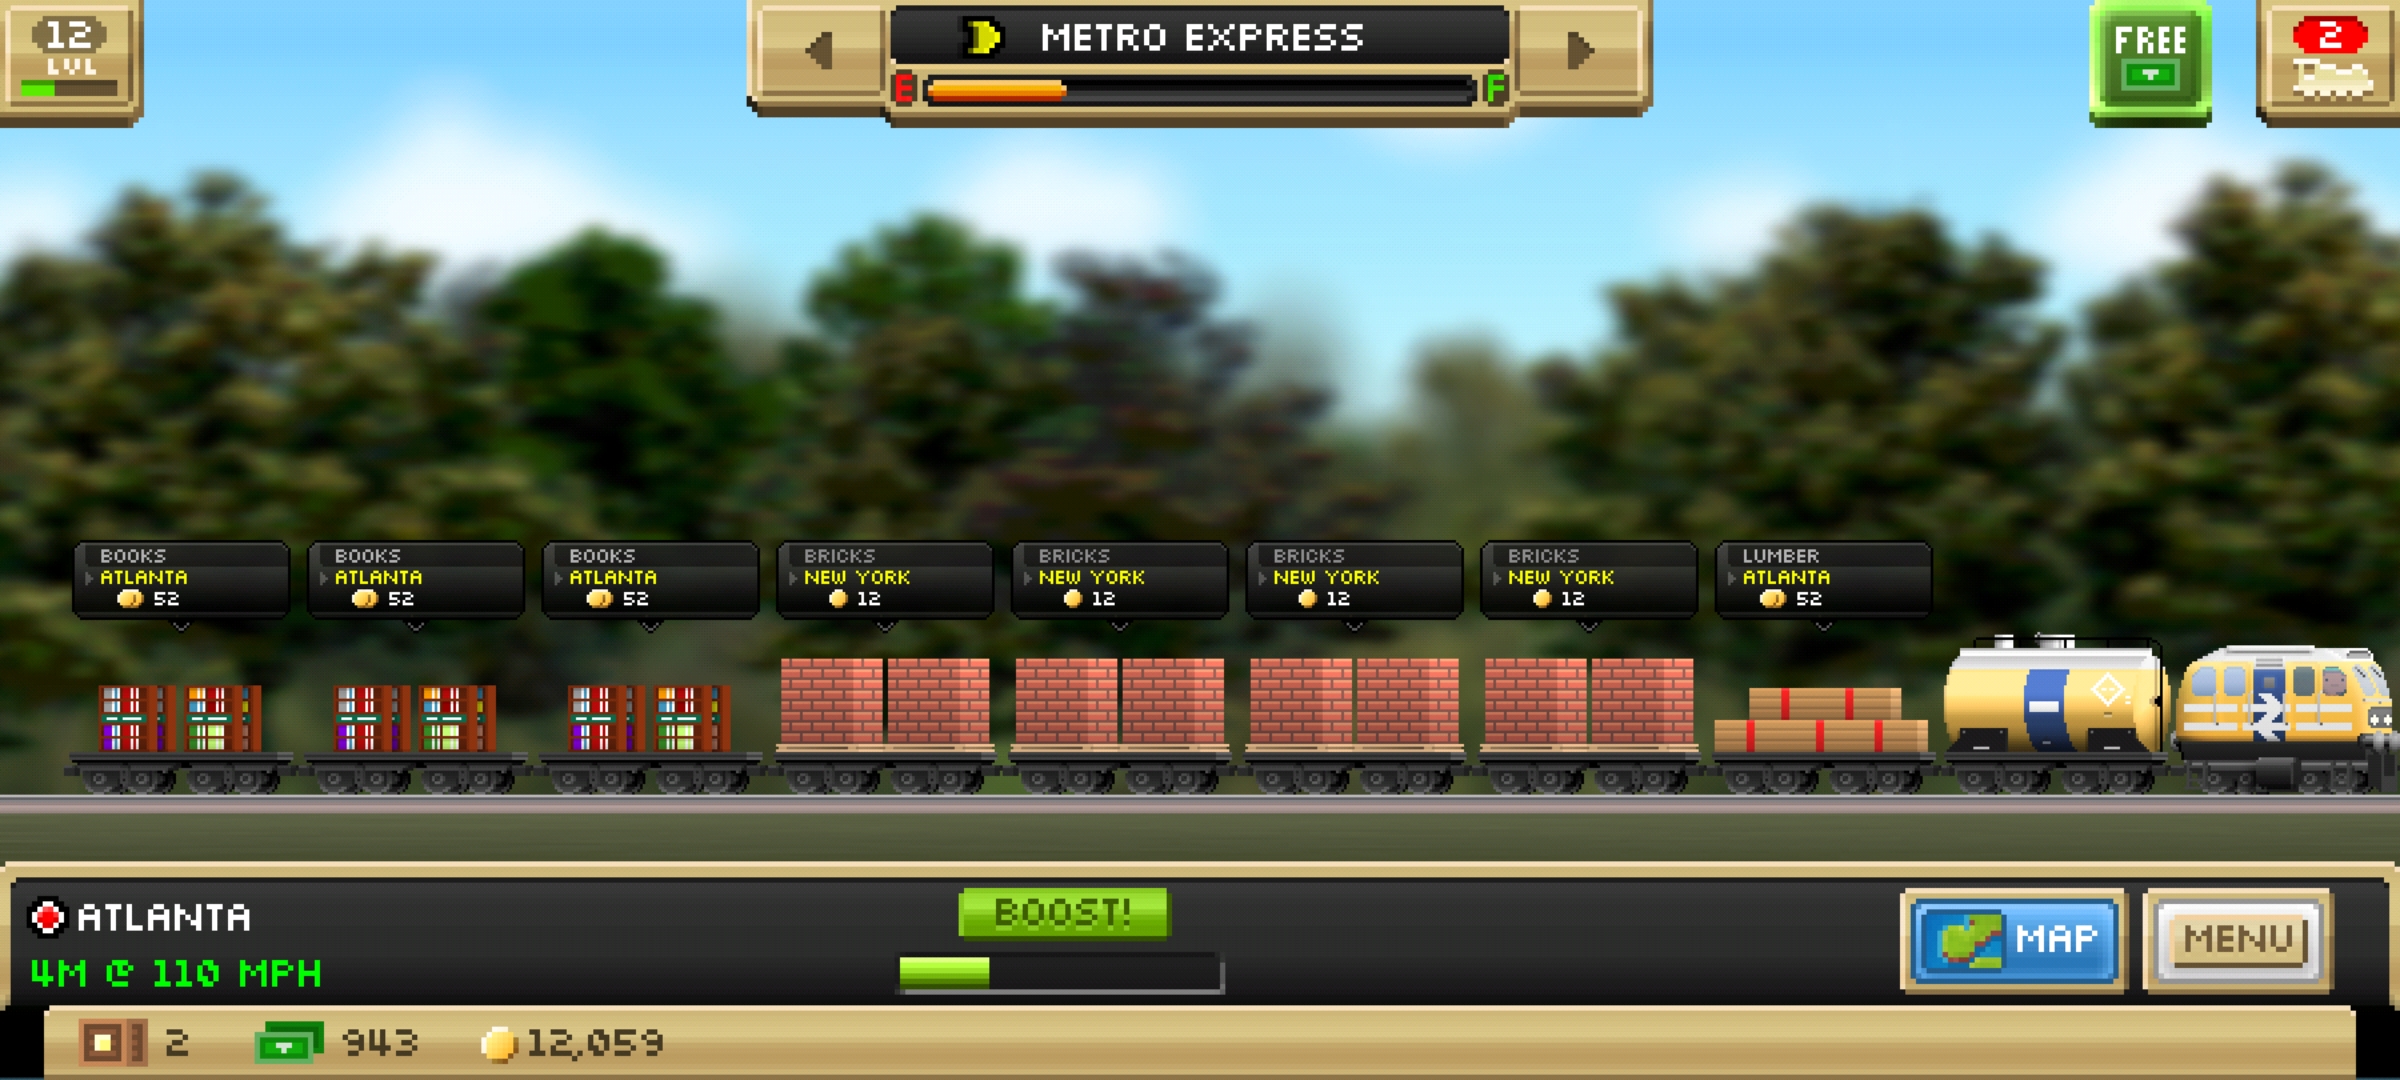 12
LVL
METRO EXPRESS
E
F
FREE
2
BOOKS
ATLANTA
52
BOOKS
ATLANTA
52
BOOKS
ATLANTA
52
BRICKS
NEW YORK
12
BRICKS
NEW YORK
12
BRICKS
NEW YORK
12
BRICKS
NEW YORK
12
LUMBER
ATLANTA
52
ATLANTA
4M @ 110 MPH
BOOST!
MAP
MENU
2
943
12,059